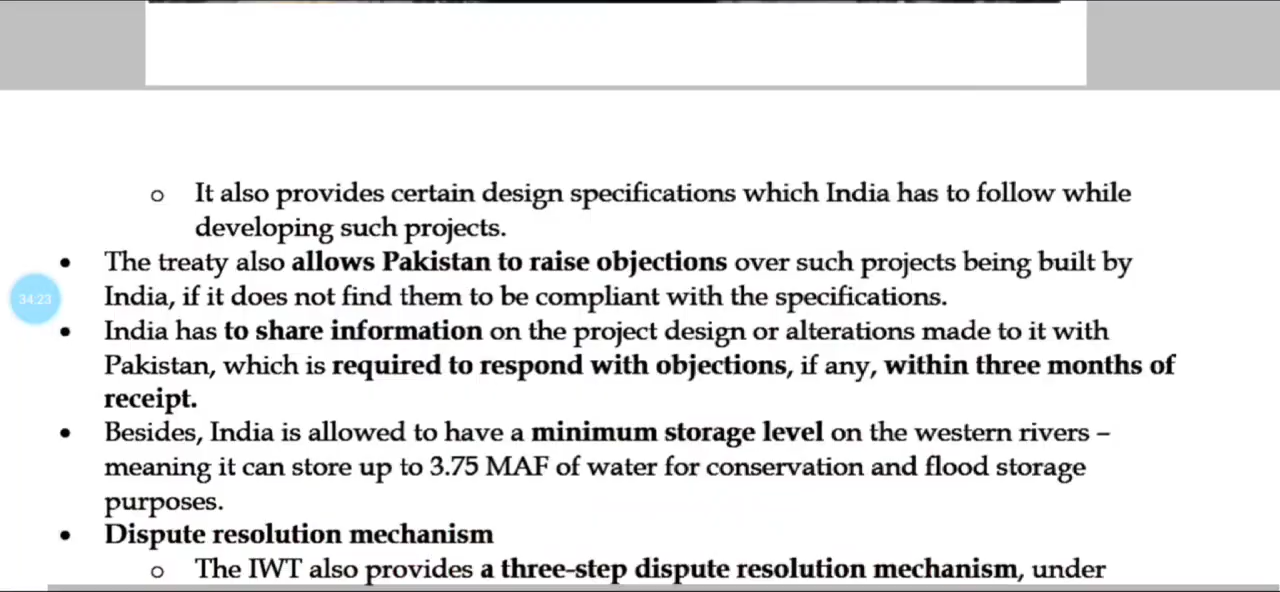 o It also provides certain design specifications which India has to follow while
developing such projects.
• The treaty also allows Pakistan to raise objections over such projects being built by
34:23
India, if it does not find them to be compliant with the specifications.
• India has to share information on the project design or alterations made to it with
Pakistan, which is required to respond with objections, if any, within three months of
receipt.
• Besides, India is allowed to have a minimum storage level on the western rivers –
meaning it can store up to 3.75 MAF of water for conservation and flood storage
purposes.
• Dispute resolution mechanism
o The IWT also provides a three-step dispute resolution mechanism, under